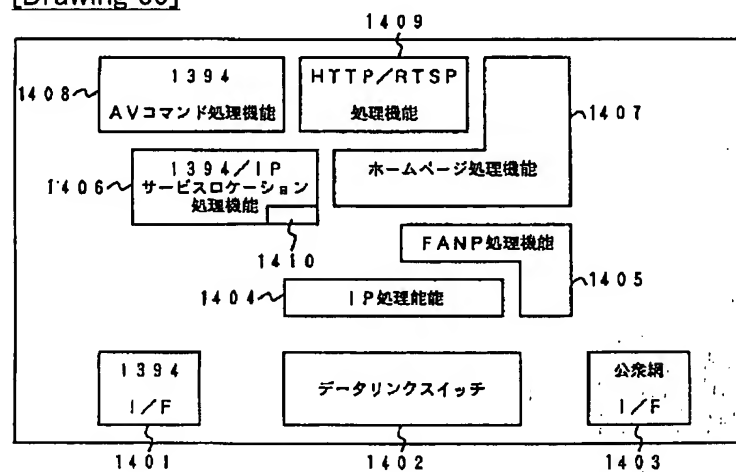 1409
1394
AVコマンド処理機能
1408
HTTP/RTSP
処理機能
1407
ホームページ処理機能
1394/IP
サービスロケーション
処理機能
1406
1410
FANP処理機能
1405
1404
IP処理能能
1394
I/F
データリンクスイッチ
公衆網
I/F
1401
1402
1403